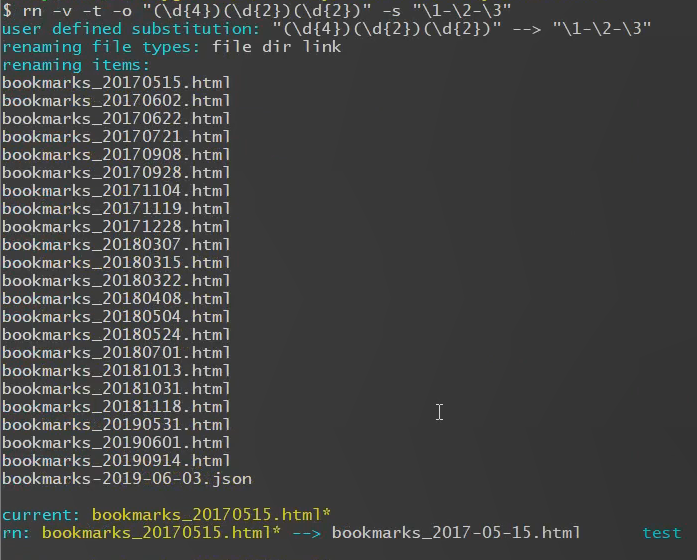 $ rn -v -t -o "(\d{4})(\d{2})(\d{2})" -s "\1-\2-\3"
user defined substitution: "(\d{4})(\d{2})(\d{2})" --> "\1-\2-\3"
renaming file types: file dir link
renaming items:
bookmarks_20170515.html
bookmarks_20170602.html
bookmarks_20170622.html
bookmarks_20170721.html
bookmarks_20170908.html
bookmarks_20170928.html
bookmarks_20171104.html
bookmarks_20171119.html
bookmarks_20171228.html
bookmarks_20180307.html
bookmarks_20180315.html
bookmarks_20180322.html
bookmarks_20180408.html
bookmarks_20180504.html
bookmarks_20180524.html
bookmarks_20180701.html
bookmarks_20181013.html
bookmarks_20181031.html
bookmarks_20181118.html
bookmarks_20190531.html
bookmarks_20190601.html
bookmarks_20190914.html
bookmarks-2019-06-03.json
current: bookmarks_20170515.html*
rn: bookmarks_20170515.html* --> bookmarks_2017-05-15.html test